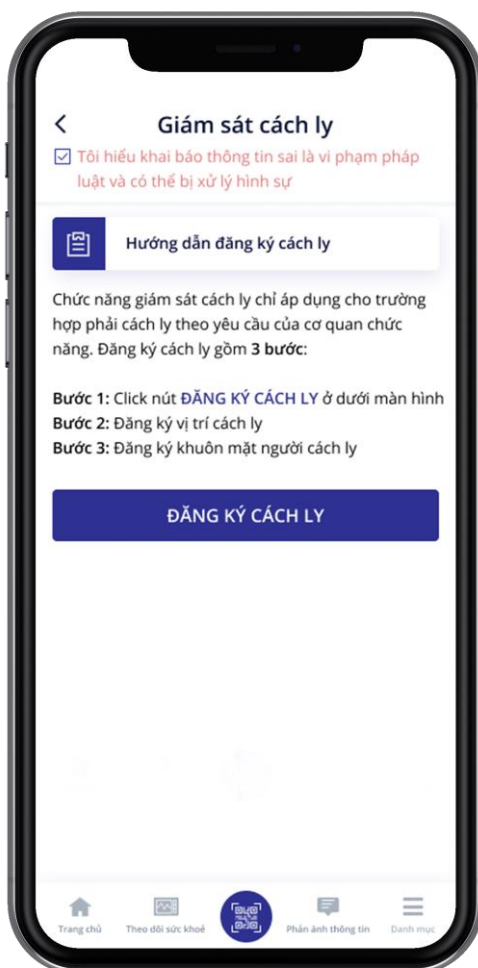 Giám sát cách ly
Tôi hiểu khai báo thông tin sai là vi phạm pháp
luật và có thể bị xử lý hình sự
Hướng dẫn đăng ký cách ly
Chức năng giám sát cách ly chỉ áp dụng cho trường
hợp phải cách ly theo yêu cầu của cơ quan chức
năng. Đăng ký cách ly gồm 3 bước:
Bước 1: Click nút ĐĂNG KÝ CÁCH LY ở dưới màn hình
Bước 2: Đăng ký vị trí cách ly
Bước 3: Đăng ký khuôn mặt người cách ly
ĐĂNG KÝ CÁCH LY
Trang chủ
Theo dõi sức khoẻ
Phản ánh thông tin
Danh mục